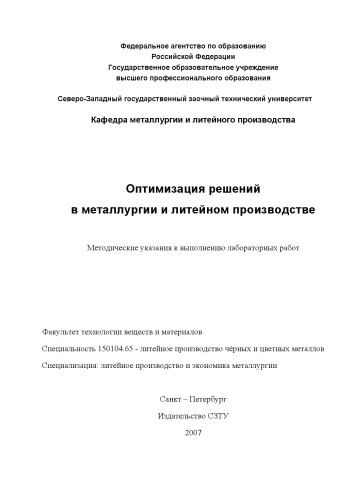 Федеральное агентство по образованию
Российской Федерации
Государственное образовательное учреждение
высшего профессионального образования
Северо-Западный государственный заочный технический университет
Кафедра металлургии и литейного производства
Оптимизация решений
в металлургии и литейном производстве
Методические указания к выполнению лабораторных работ
Факультет технологии веществ и материалов
Специальность 150104.65 - литейное производство чёрных и цветных металлов
Специализация: литейное производство и экономика металлургии
Санкт – Петербург
Издательство СЗТУ
2007